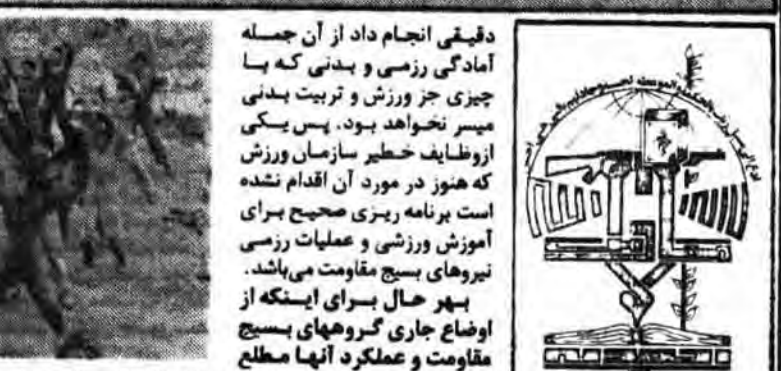 دقیقی انجام داد از آن جمله
آمادگی رزمی و بدنی که با
چیزی جز ورزش و تربیت بدنی
میسر نخواهد بود. پس یکی
ازوظایف خطیر سازمان ورزش
که هنوز در مورد آن اقدام نشده
است برنامه ریزی صحیح برای
آموزش ورزشی و عملیات رزمی
نیروهای بسیج مقاومت می‌باشد.
بهر حال برای اینکه از
اوضاع جاری گروههای بسیج
مقاومت و عملکرد آنها مطلع